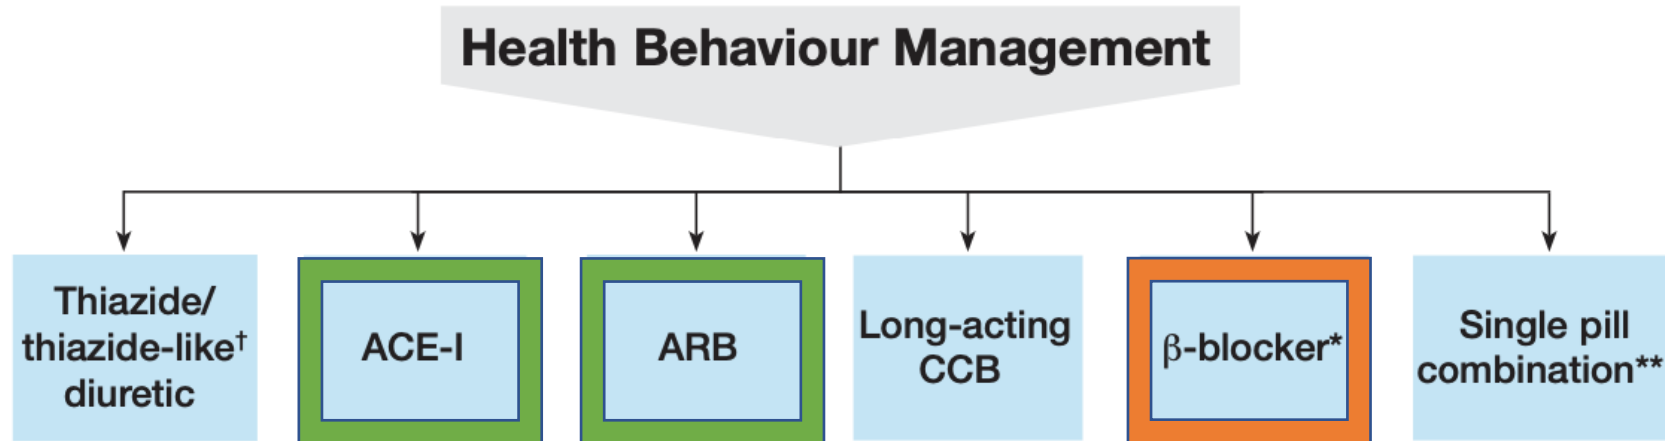 Health Behaviour Management
Thiazide/
thiazide-like†
diuretic
ACE-I
ARB
Long-acting
CCB
β-blocker*
Single pill
combination**